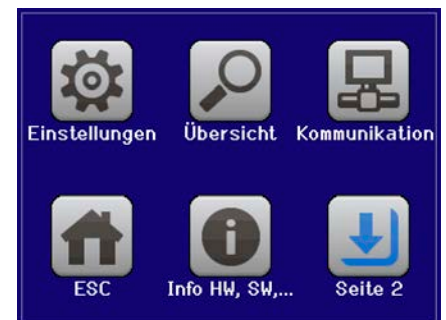 Einstellungen Übersicht Kommunikation
ESC Info HW, SW,... Seite 2